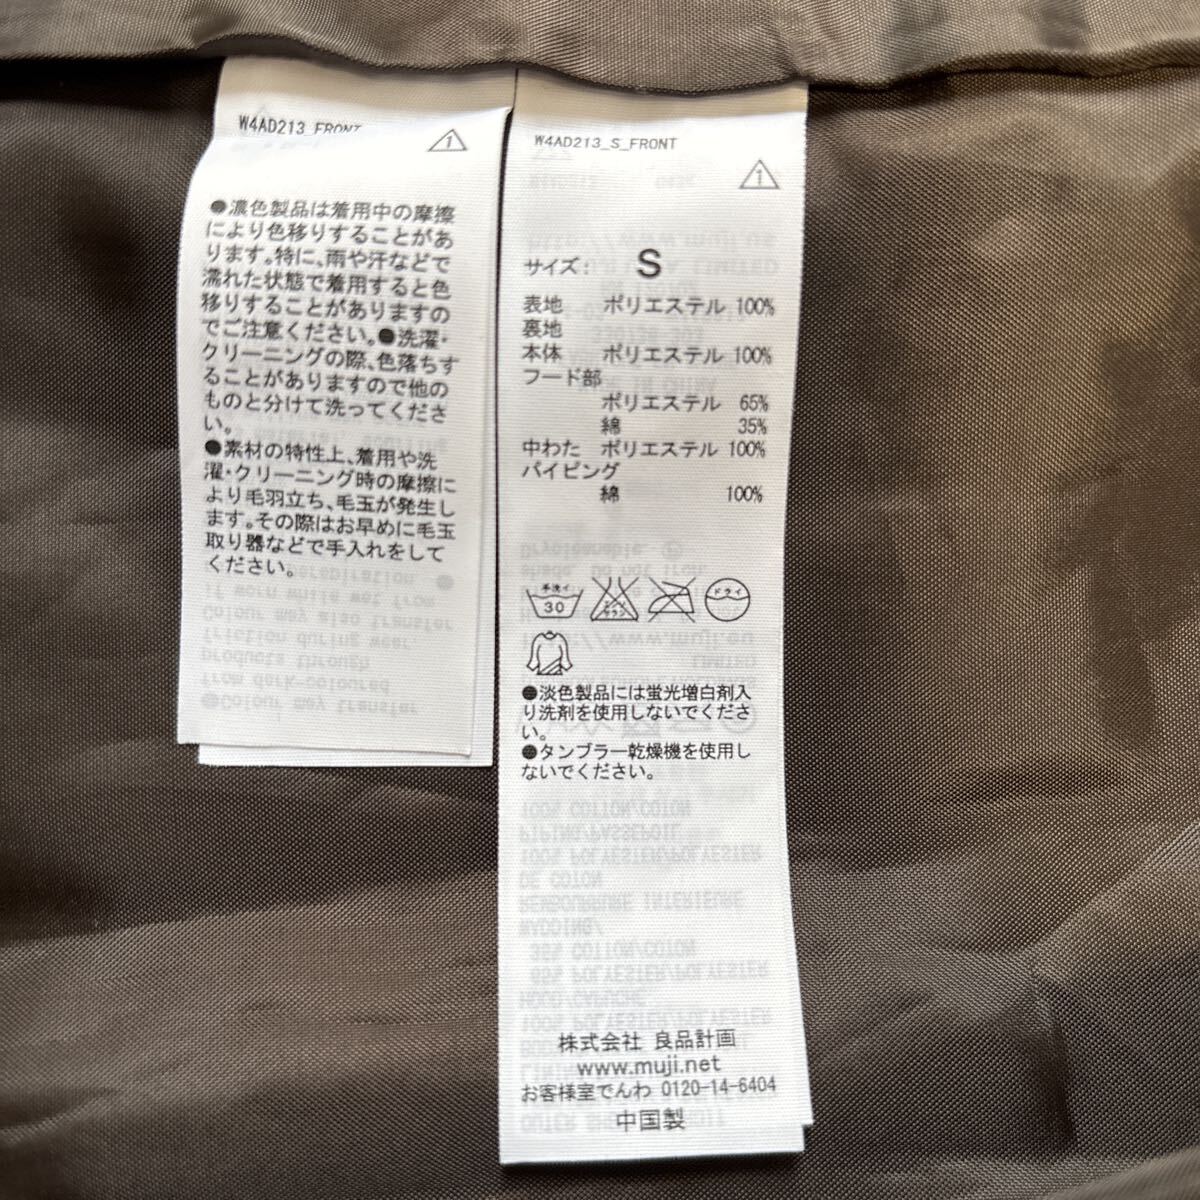 W4AD213_FRONT
1
●濃色製品は着用中の摩擦
により色移りすることがあ
ります。特に、雨や汗などで
濡れた状態で着用すると色
移りすることがありますの
でご注意ください。●洗濯・
クリーニングの際、色落ちす
ることがありますので他の
ものと分けて洗ってくださ
い。
●素材の特性上、着用や洗
濯・クリーニング時の摩擦に
より毛羽立ち、毛玉が発生し
ます。その際はお早めに毛玉
取り器などで手入れをして
ください。
W4AD213_S_FRONT
1
サイズ: S
表地 ポリエステル 100%
裏地
本体 ポリエステル 100%
フード部
ポリエステル 65%
綿 35%
中わた ポリエステル 100%
パイピング
綿 100%
手洗イ 30 エンソサラシ ドライ
●淡色製品には蛍光増白剤入
り洗剤を使用しないでくださ
い。
●タンブラー乾燥機を使用し
ないでください。
株式会社 良品計画
www.muji.net
お客様室でんわ 0120-14-6404
中国製